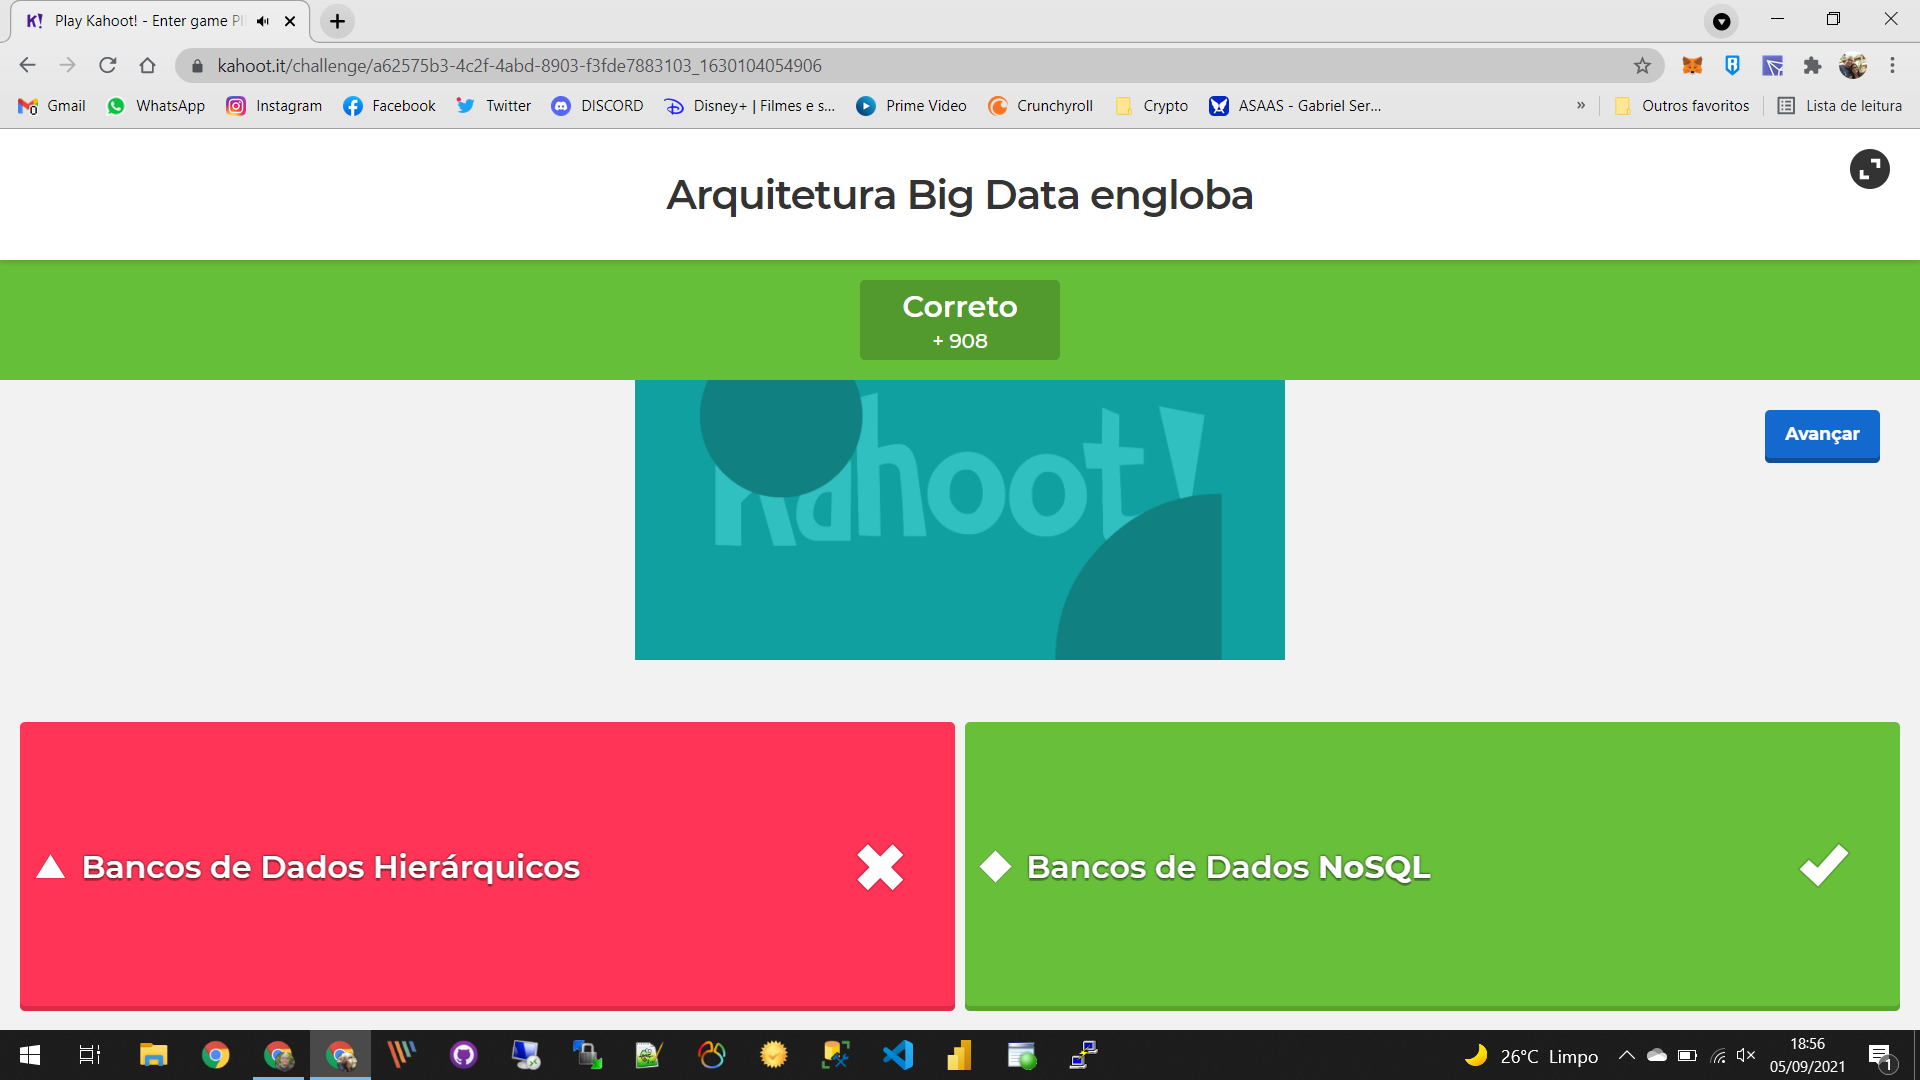 K! Play Kahoot! - Enter game PI
kahoot.it/challenge/a62575b3-4c2f-4abd-8903-f3fde7883103_1630104054906
Gmail WhatsApp Instagram Facebook Twitter DISCORD Disney+ | Filmes e s... Prime Video Crunchyroll Crypto ASAAS - Gabriel Ser... » Outros favoritos Lista de leitura
Arquitetura Big Data engloba
Correto
+ 908
Kahoot!
Avançar
Bancos de Dados Hierárquicos
Bancos de Dados NoSQL
26°C Limpo
18:56
05/09/2021
1